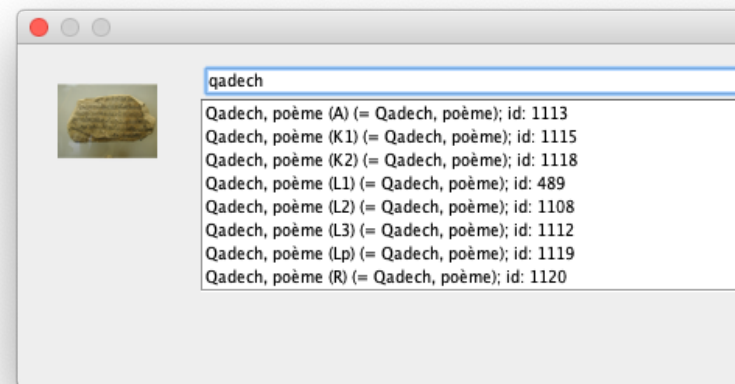 qadech
Qadech, poème (A) (= Qadech, poème); id: 1113
Qadech, poème (K1) (= Qadech, poème); id: 1115
Qadech, poème (K2) (= Qadech, poème); id: 1118
Qadech, poème (L1) (= Qadech, poème); id: 489
Qadech, poème (L2) (= Qadech, poème); id: 1108
Qadech, poème (L3) (= Qadech, poème); id: 1112
Qadech, poème (Lp) (= Qadech, poème); id: 1119
Qadech, poème (R) (= Qadech, poème); id: 1120